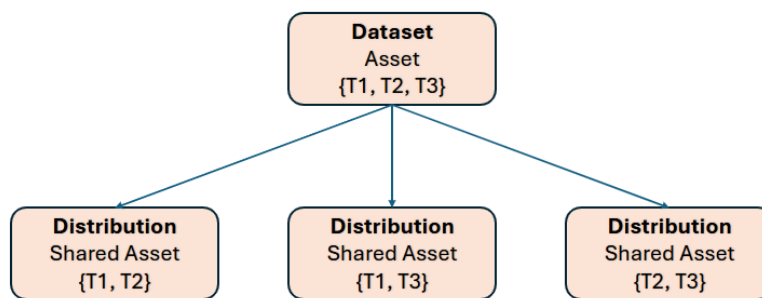 Dataset
Asset
{T1, T2, T3}
Distribution
Shared Asset
{T1, T2}
Distribution
Shared Asset
{T1, T3}
Distribution
Shared Asset
{T2, T3}